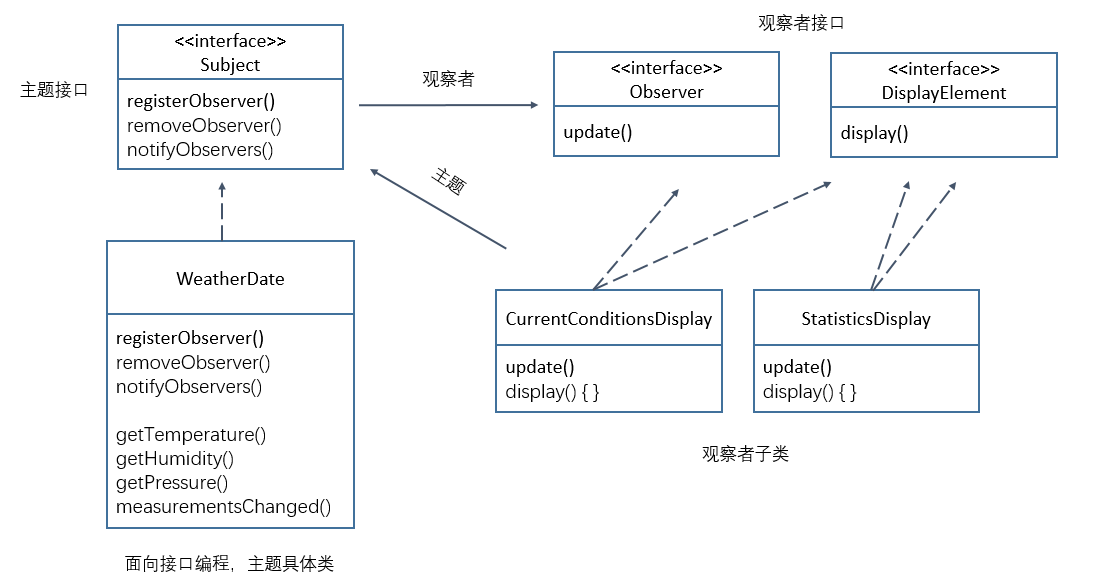 观察者接口
<<interface>>
Subject
registerObserver()
removeObserver()
notifyObservers()
主题接口
观察者
<<interface>>
Observer
update()
<<interface>>
DisplayElement
display()
主题
WeatherDate
registerObserver()
removeObserver()
notifyObservers()
getTemperature()
getHumidity()
getPressure()
measurementsChanged()
CurrentConditionsDisplay
update()
display() { }
StatisticsDisplay
update()
display() { }
观察者子类
面向接口编程，主题具体类